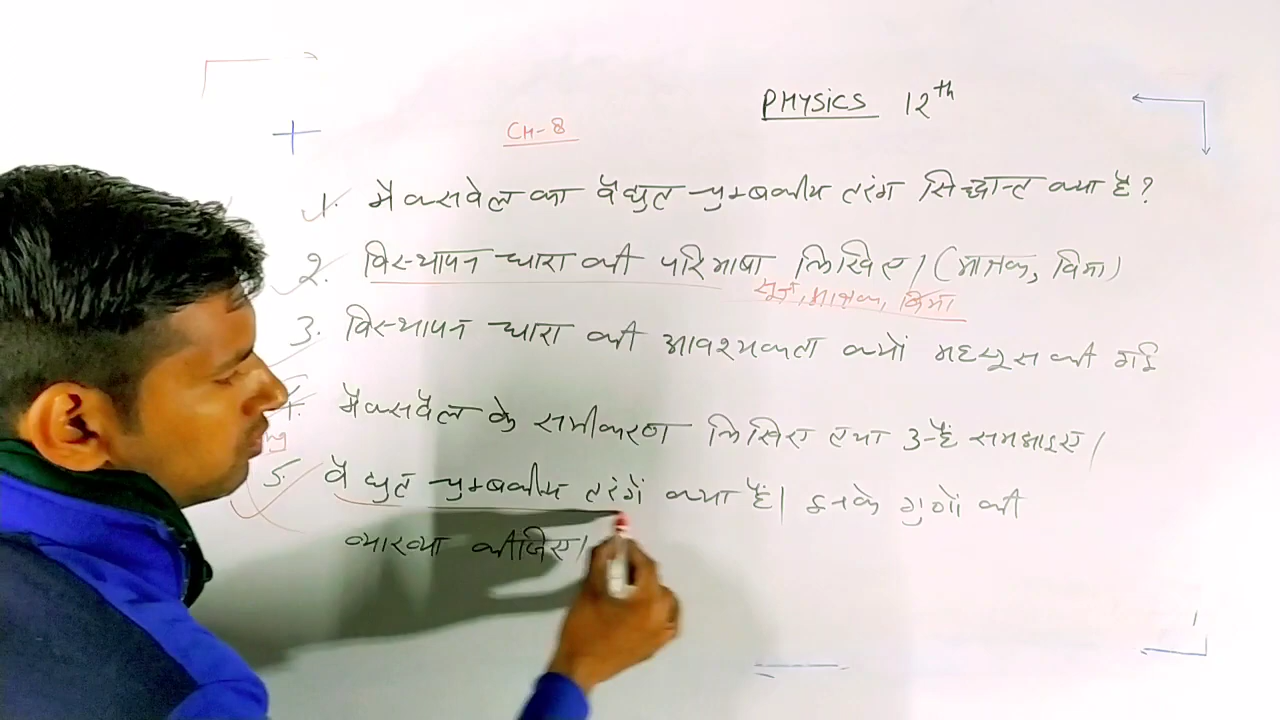 PHYSICS 12th
CH-8
1. मैक्सवेल का वैद्युत चुम्बकीय तरंग सिद्धान्त क्या है?
2. विस्थापन धारा की परिभाषा लिखिए। (मात्रक, विमा)
सूत्र, मात्रक, विमा
3. विस्थापन धारा की आवश्यकता क्यों महसूस की गई
4. मैक्सवैल के समीकरण लिखिए तथा उन्हें समझाइए।
5. वैद्युत चुम्बकीय तरंगें क्या हैं। इनके गुणों की
व्याख्या कीजिए।